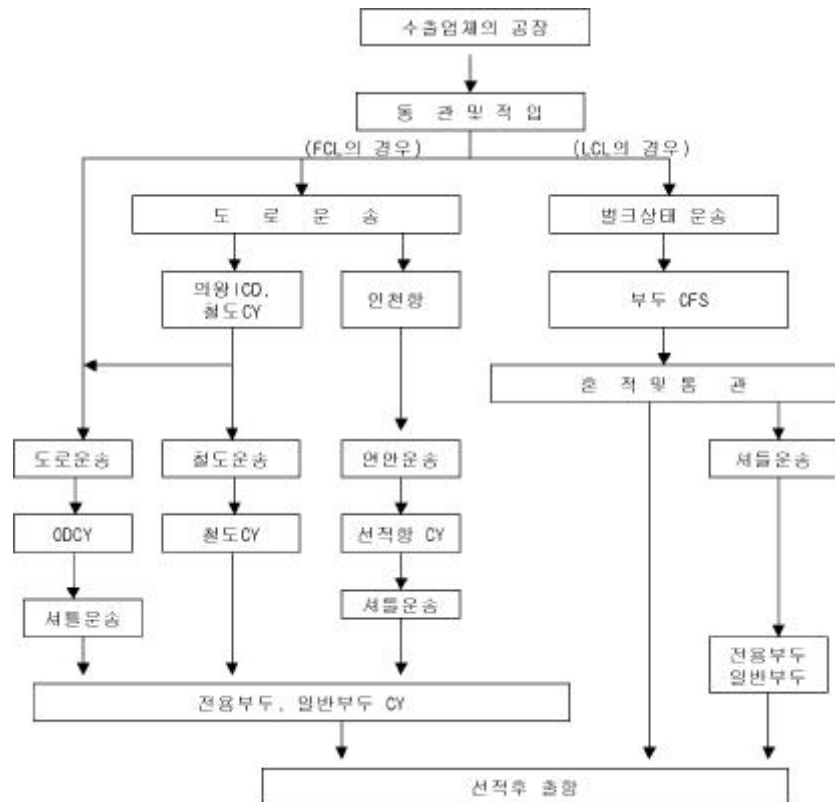 수출업체의 공장
통 관 및 적 입
(FCL의 경우)
(LCL의 경우)
도 로 운 송
벌크상태 운송
의왕ICD,
철도CY
인천항
부두 CFS
혼 적 및 통 관
도로운송
철도운송
연안운송
셔틀운송
ODCY
철도CY
선적항 CY
셔틀운송
셔틀운송
전용부두
일반부두
전용부두, 일반부두 CY
선적후 출항